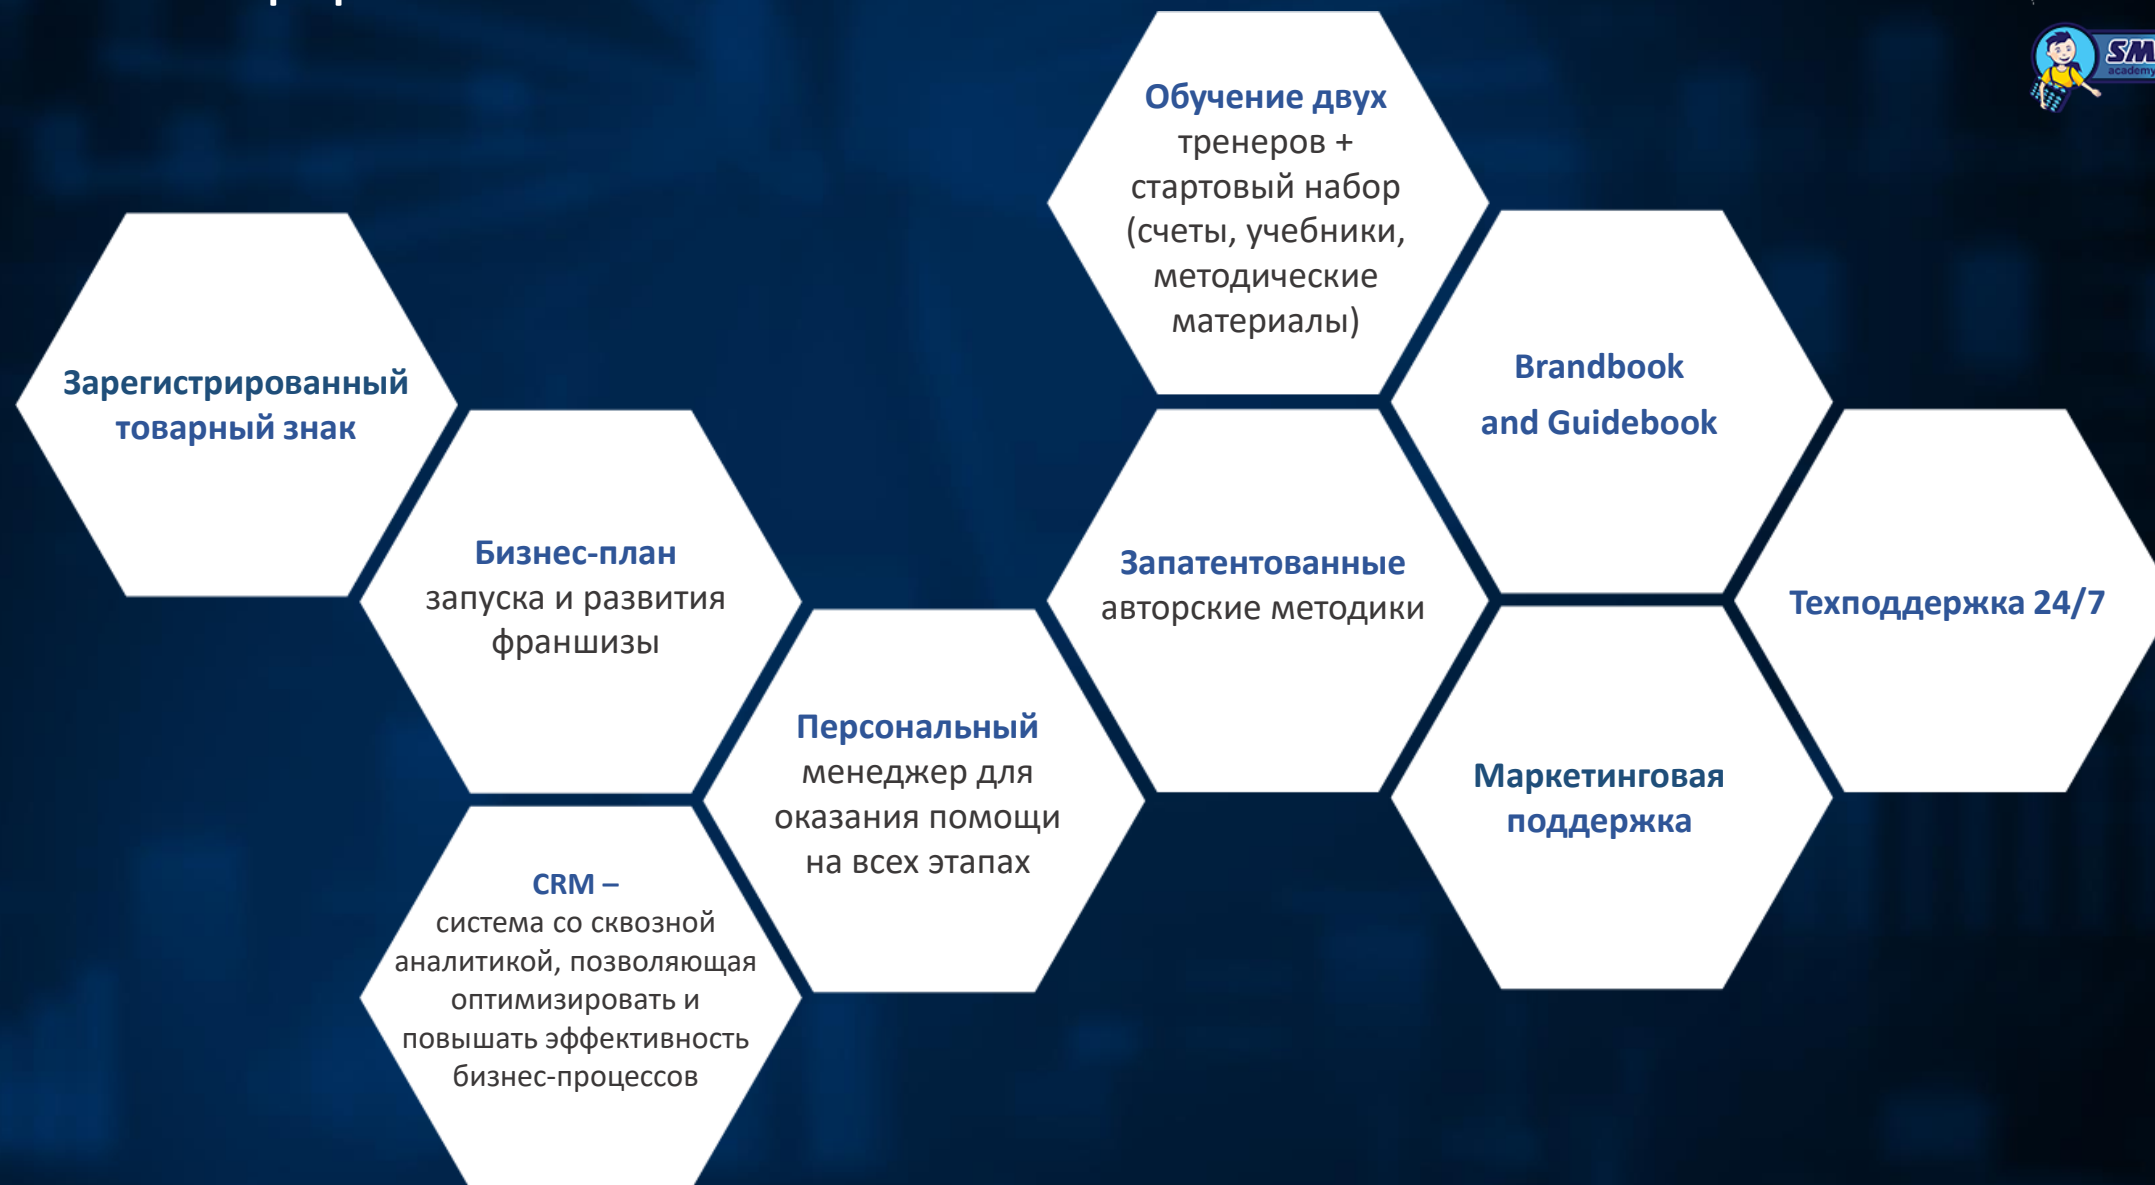 SM
academy
Обучение двух
тренеров +
стартовый набор
(счеты, учебники,
методические
материалы)
Зарегистрированный
товарный знак
Brandbook
and Guidebook
Бизнес-план
запуска и развития
франшизы
Запатентованные
авторские методики
Техподдержка 24/7
Персональный
менеджер для
оказания помощи
на всех этапах
Маркетинговая
поддержка
CRM –
система со сквозной
аналитикой, позволяющая
оптимизировать и
повышать эффективность
бизнес-процессов